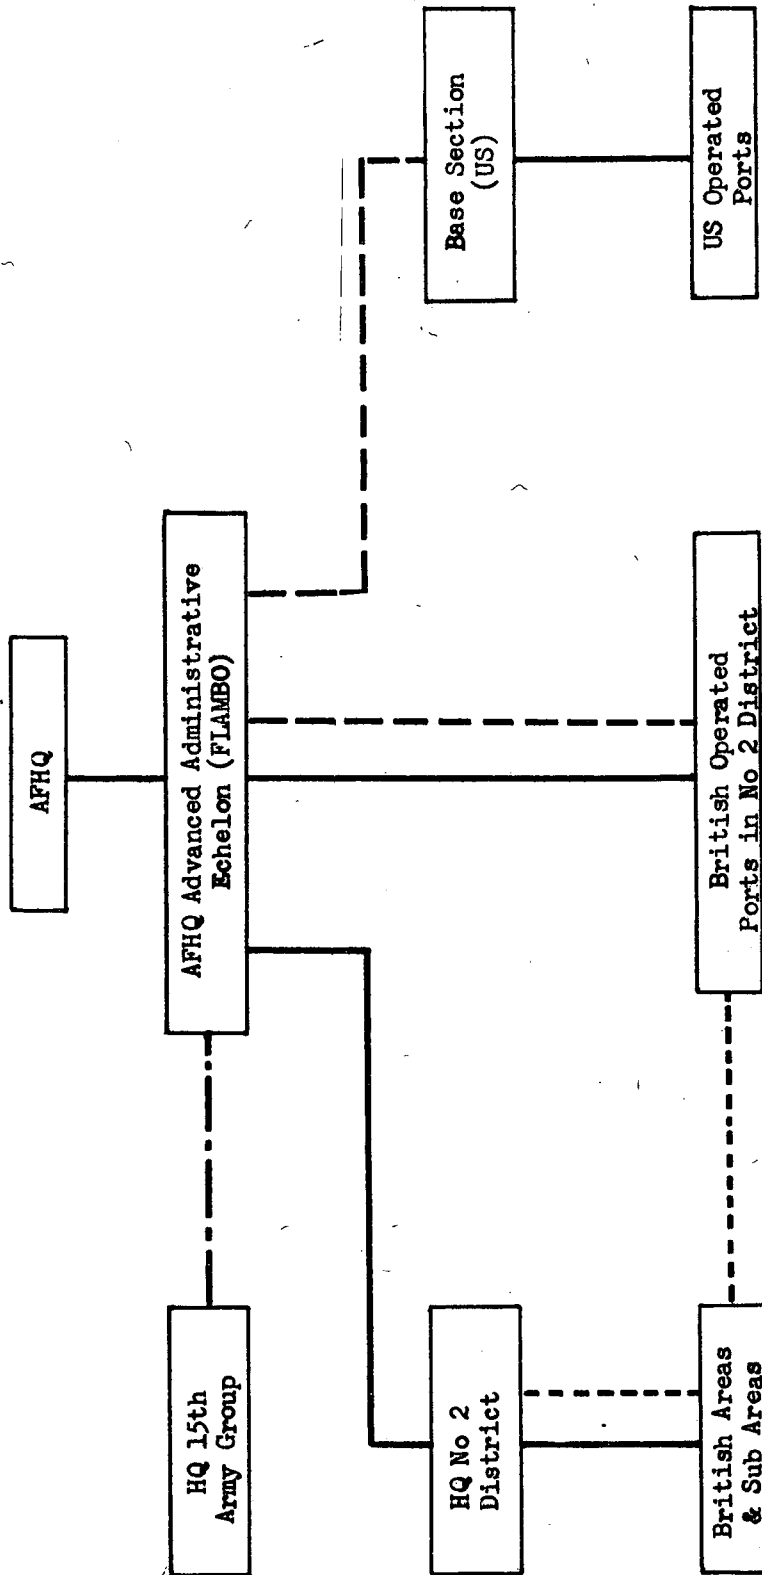 AFHQ
AFHQ Advanced Administrative
Echelon (FLAMBO)
HQ 15th
Army Group
HQ No 2
District
Base Section
(US)
British Areas
& Sub Areas
British Operated
Ports in No 2 District
US Operated
Ports